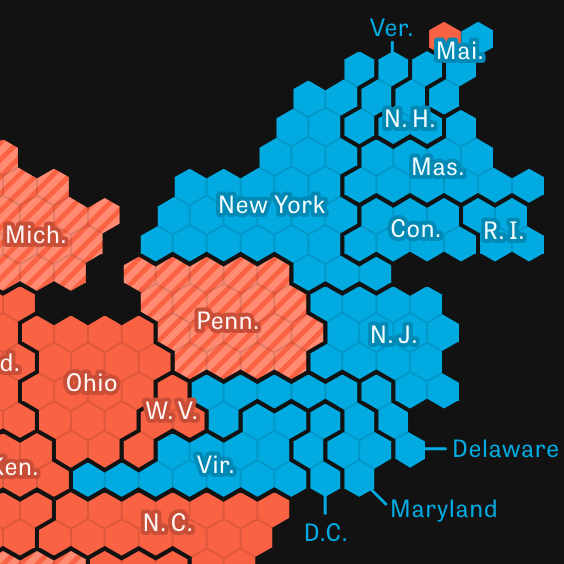 Ver.
Mai.
N.H.
Mas.
New York
Con.
R.I.
Mich.
Penn.
N.J.
d.
Ohio
W.V.
Delaware
Ken.
Vir.
Maryland
N.C.
D.C.